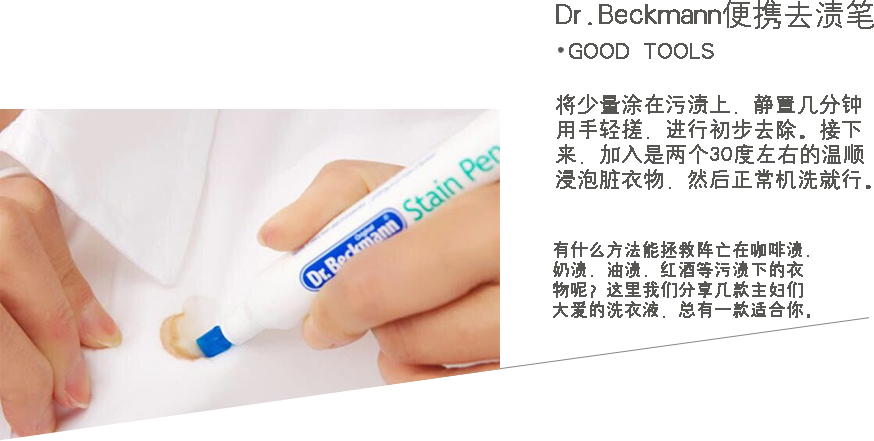 Dr.Beckmann便携去渍笔
•GOOD TOOLS
将少量涂在污渍上，静置几分钟
用手轻搓，进行初步去除。接下
来，加入是两个30度左右的温顺
浸泡脏衣物，然后正常机洗就行。
有什么方法能拯救阵亡在咖啡渍，
奶渍，油渍，红酒等污渍下的衣
物呢？这里我们分享几款主妇们
大爱的洗衣液，总有一款适合你。
Stain Pen
Original
Dr. Beckmann